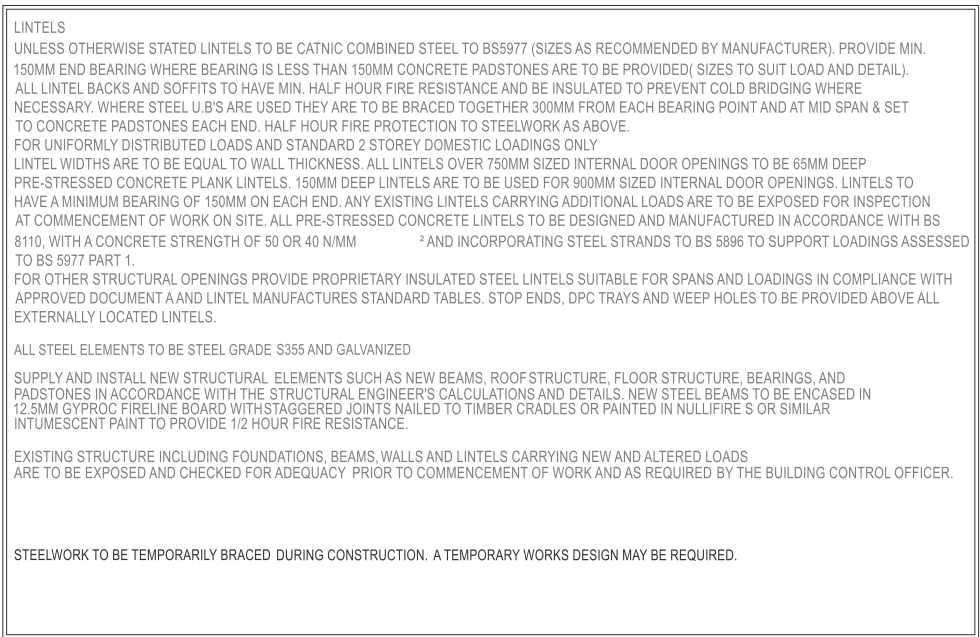 LINTELS
UNLESS OTHERWISE STATED LINTELS TO BE CATNIC COMBINED STEEL TO BS5977 (SIZES AS RECOMMENDED BY MANUFACTURER). PROVIDE MIN.
150MM END BEARING WHERE BEARING IS LESS THAN 150MM CONCRETE PADSTONES ARE TO BE PROVIDED( SIZES TO SUIT LOAD AND DETAIL).
ALL LINTEL BACKS AND SOFFITS TO HAVE MIN. HALF HOUR FIRE RESISTANCE AND BE INSULATED TO PREVENT COLD BRIDGING WHERE
NECESSARY. WHERE STEEL U.B'S ARE USED THEY ARE TO BE BRACED TOGETHER 300MM FROM EACH BEARING POINT AND AT MID SPAN & SET
TO CONCRETE PADSTONES EACH END. HALF HOUR FIRE PROTECTION TO STEELWORK AS ABOVE.
FOR UNIFORMLY DISTRIBUTED LOADS AND STANDARD 2 STOREY DOMESTIC LOADINGS ONLY
LINTEL WIDTHS ARE TO BE EQUAL TO WALL THICKNESS. ALL LINTELS OVER 750MM SIZED INTERNAL DOOR OPENINGS TO BE 65MM DEEP
PRE-STRESSED CONCRETE PLANK LINTELS. 150MM DEEP LINTELS ARE TO BE USED FOR 900MM SIZED INTERNAL DOOR OPENINGS. LINTELS TO
HAVE A MINIMUM BEARING OF 150MM ON EACH END. ANY EXISTING LINTELS CARRYING ADDITIONAL LOADS ARE TO BE EXPOSED FOR INSPECTION
AT COMMENCEMENT OF WORK ON SITE. ALL PRE-STRESSED CONCRETE LINTELS TO BE DESIGNED AND MANUFACTURED IN ACCORDANCE WITH BS
8110, WITH A CONCRETE STRENGTH OF 50 OR 40 N/MM ² AND INCORPORATING STEEL STRANDS TO BS 5896 TO SUPPORT LOADINGS ASSESSED
TO BS 5977 PART 1.
FOR OTHER STRUCTURAL OPENINGS PROVIDE PROPRIETARY INSULATED STEEL LINTELS SUITABLE FOR SPANS AND LOADINGS IN COMPLIANCE WITH
APPROVED DOCUMENT A AND LINTEL MANUFACTURES STANDARD TABLES. STOP ENDS, DPC TRAYS AND WEEP HOLES TO BE PROVIDED ABOVE ALL
EXTERNALLY LOCATED LINTELS.
ALL STEEL ELEMENTS TO BE STEEL GRADE S355 AND GALVANIZED
SUPPLY AND INSTALL NEW STRUCTURAL ELEMENTS SUCH AS NEW BEAMS, ROOF STRUCTURE, FLOOR STRUCTURE, BEARINGS, AND
PADSTONES IN ACCORDANCE WITH THE STRUCTURAL ENGINEER'S CALCULATIONS AND DETAILS. NEW STEEL BEAMS TO BE ENCASED IN
12.5MM GYPROC FIRELINE BOARD WITH STAGGERED JOINTS NAILED TO TIMBER CRADLES OR PAINTED IN NULLIFIRE S OR SIMILAR
INTUMESCENT PAINT TO PROVIDE 1/2 HOUR FIRE RESISTANCE.
EXISTING STRUCTURE INCLUDING FOUNDATIONS, BEAMS, WALLS AND LINTELS CARRYING NEW AND ALTERED LOADS
ARE TO BE EXPOSED AND CHECKED FOR ADEQUACY PRIOR TO COMMENCEMENT OF WORK AND AS REQUIRED BY THE BUILDING CONTROL OFFICER.
STEELWORK TO BE TEMPORARILY BRACED DURING CONSTRUCTION. A TEMPORARY WORKS DESIGN MAY BE REQUIRED.